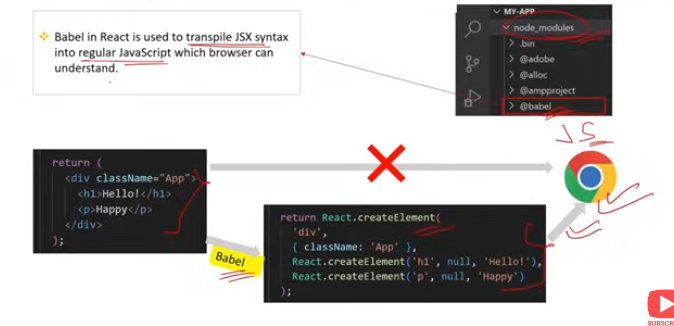 Babel in React is used to transpile JSX syntax
into regular JavaScript which browser can
understand.
MY-APP
node_modules
.bin
@adobe
@alloc
@ampproject
@babel
JS
return (
<div className="App">
<h1>Hello!</h1>
<p>Happy</p>
</div>
);
Babel
return React.createElement(
'div',
{ className: 'App' },
React.createElement('h1', null, 'Hello!'),
React.createElement('p', null, 'Happy')
);
SUBSCR